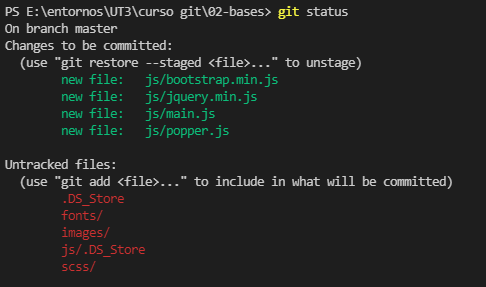 PS E:\entornos\UT3\curso git\02-bases> git status
On branch master
Changes to be committed:
  (use "git restore --staged <file>..." to unstage)
        new file:   js/bootstrap.min.js
        new file:   js/jquery.min.js
        new file:   js/main.js
        new file:   js/popper.js

Untracked files:
  (use "git add <file>..." to include in what will be committed)
        .DS_Store
        fonts/
        images/
        js/.DS_Store
        scss/